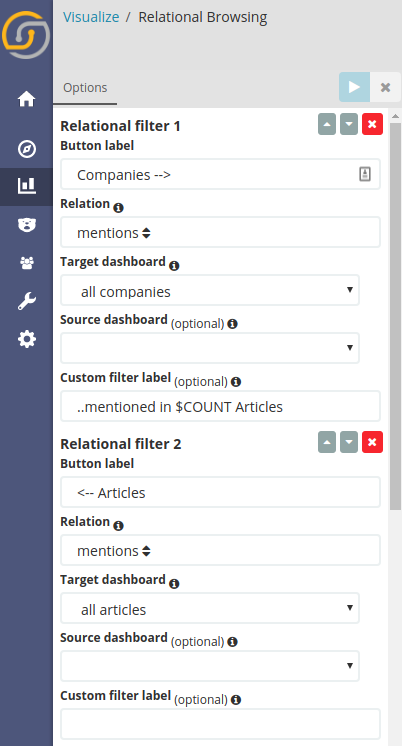 Visualize / Relational Browsing
Options
Relational filter 1
Button label
Companies -->
Relation
mentions
Target dashboard
all companies
Source dashboard (optional)
Custom filter label (optional)
..mentioned in $COUNT Articles
Relational filter 2
Button label
<-- Articles
Relation
mentions
Target dashboard
all articles
Source dashboard (optional)
Custom filter label (optional)